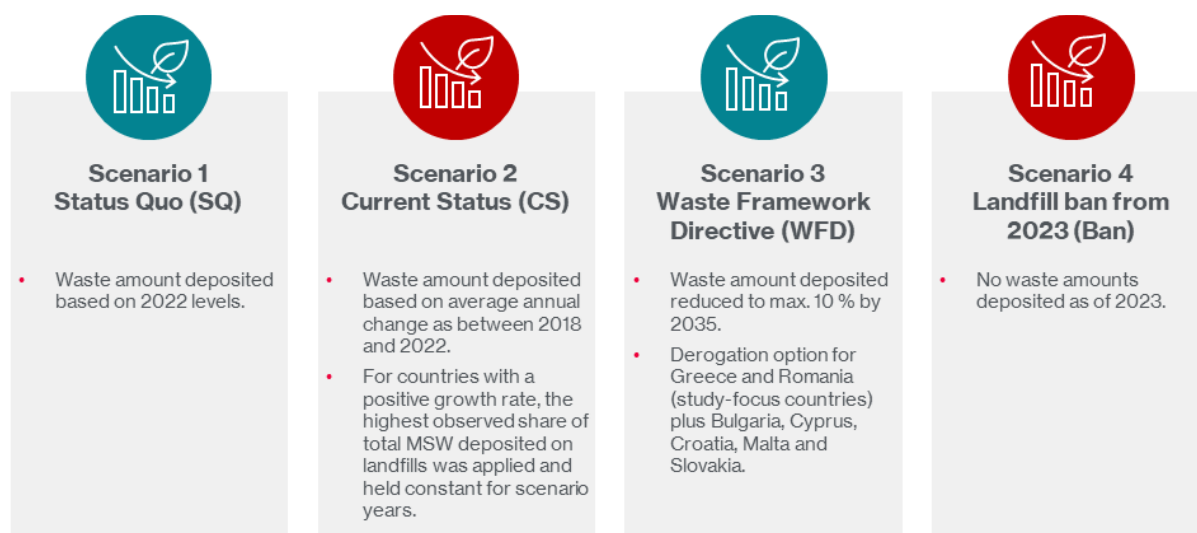 Scenario 1
Status Quo (SQ)
• Waste amount deposited
based on 2022 levels.
Scenario 2
Current Status (CS)
• Waste amount deposited
based on average annual
change as between 2018
and 2022.
• For countries with a
positive growth rate, the
highest observed share of
total MSW deposited on
landfills was applied and
held constant for scenario
years.
Scenario 3
Waste Framework
Directive (WFD)
• Waste amount deposited
reduced to max. 10 % by
2035.
• Derogation option for
Greece and Romania
(study-focus countries)
plus Bulgaria, Cyprus,
Croatia, Malta and
Slovakia.
Scenario 4
Landfill ban from
2023 (Ban)
• No waste amounts
deposited as of 2023.